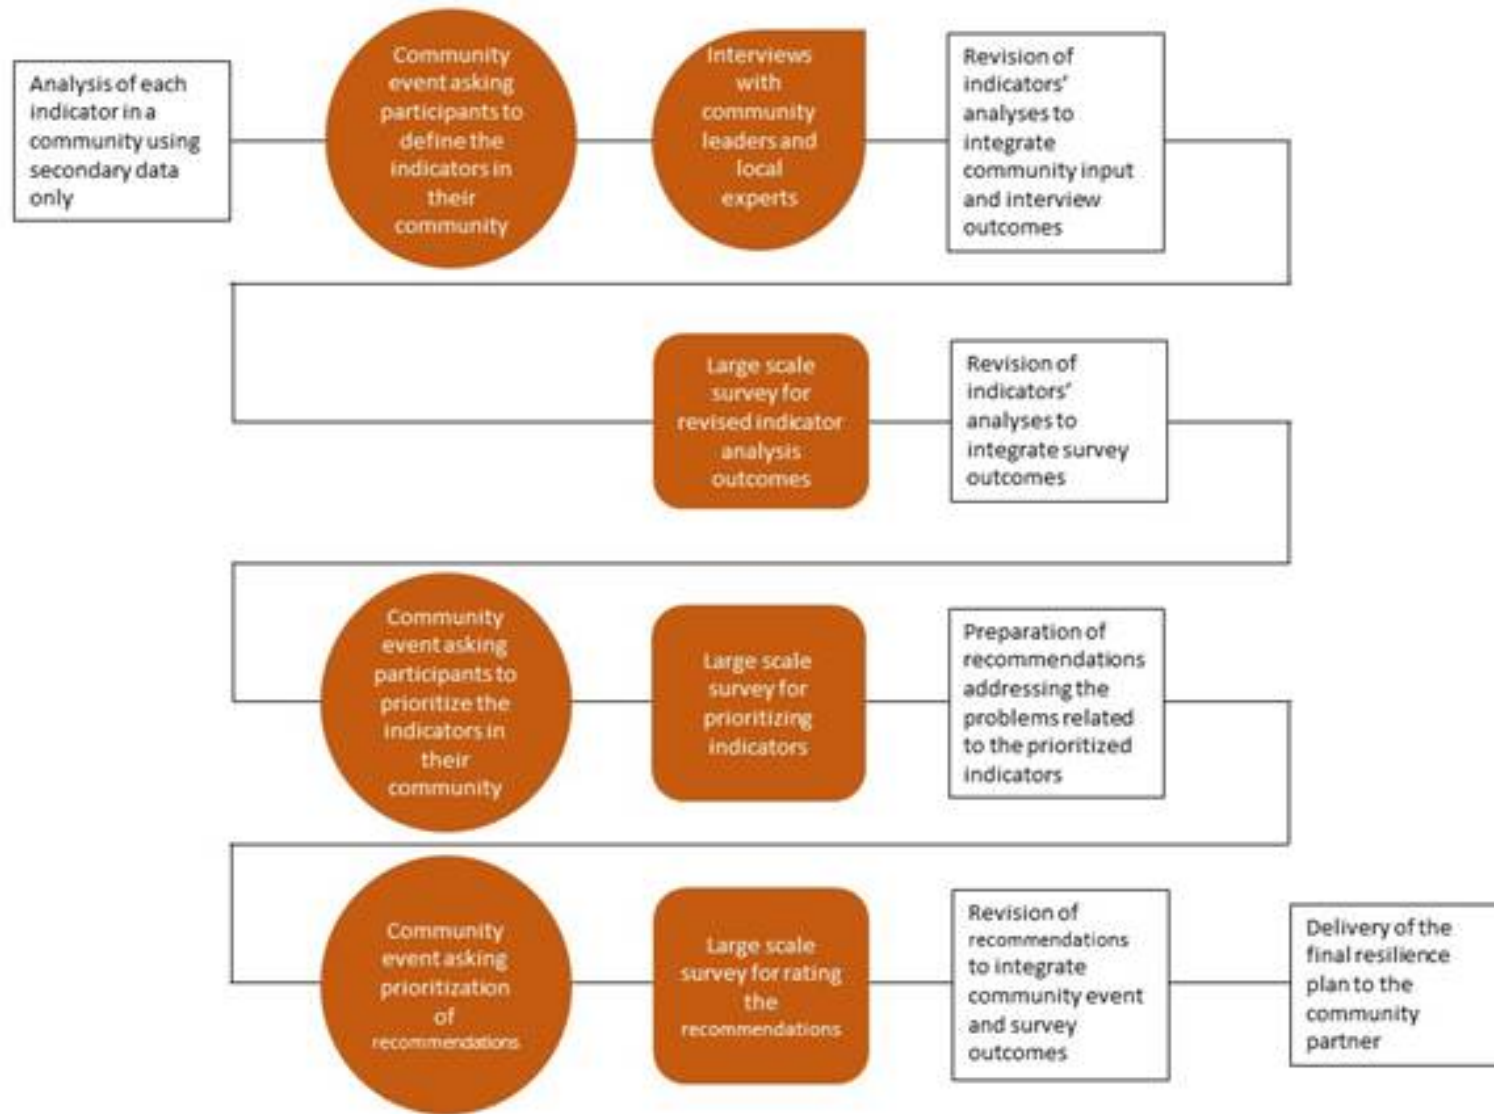 Analysis of each
indicator in a
community using
secondary data
only
Community
event asking
participants to
define the
indicators in
their
community
Interviews
with
community
leaders and
local
experts
Revision of
indicators'
analyses to
integrate
community input
and interview
outcomes
Large scale
survey for
revised indicator
analysis
outcomes
Revision of
indicators'
analyses to
integrate survey
outcomes
Community
event asking
participants to
prioritize the
indicators in
their
community
Large scale
survey for
prioritizing
indicators
Preparation of
recommendations
addressing the
problems related
to the prioritized
indicators
Community
event asking
prioritization
of
recommendations
Large scale
survey for rating
the
recommendations
Revision of
recommendations
to integrate
community event
and survey
outcomes
Delivery of the
final resilience
plan to the
community
partner